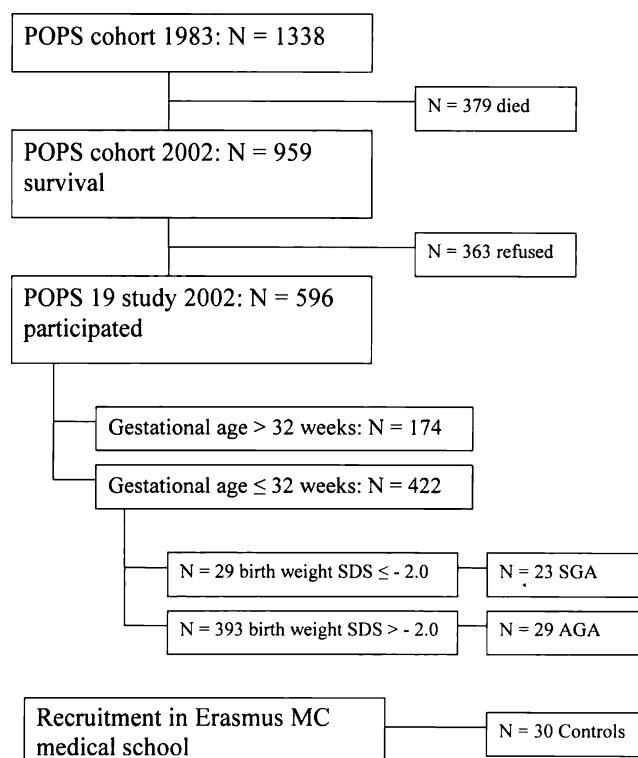 POPS cohort 1983: N = 1338
N = 379 died
POPS cohort 2002: N = 959
survival
N = 363 refused
POPS 19 study 2002: N = 596
participated
Gestational age > 32 weeks: N = 174
Gestational age ≤ 32 weeks: N = 422
N = 29 birth weight SDS ≤ - 2.0
N = 23 SGA
N = 393 birth weight SDS > - 2.0
N = 29 AGA
Recruitment in Erasmus MC
medical school
N = 30 Controls